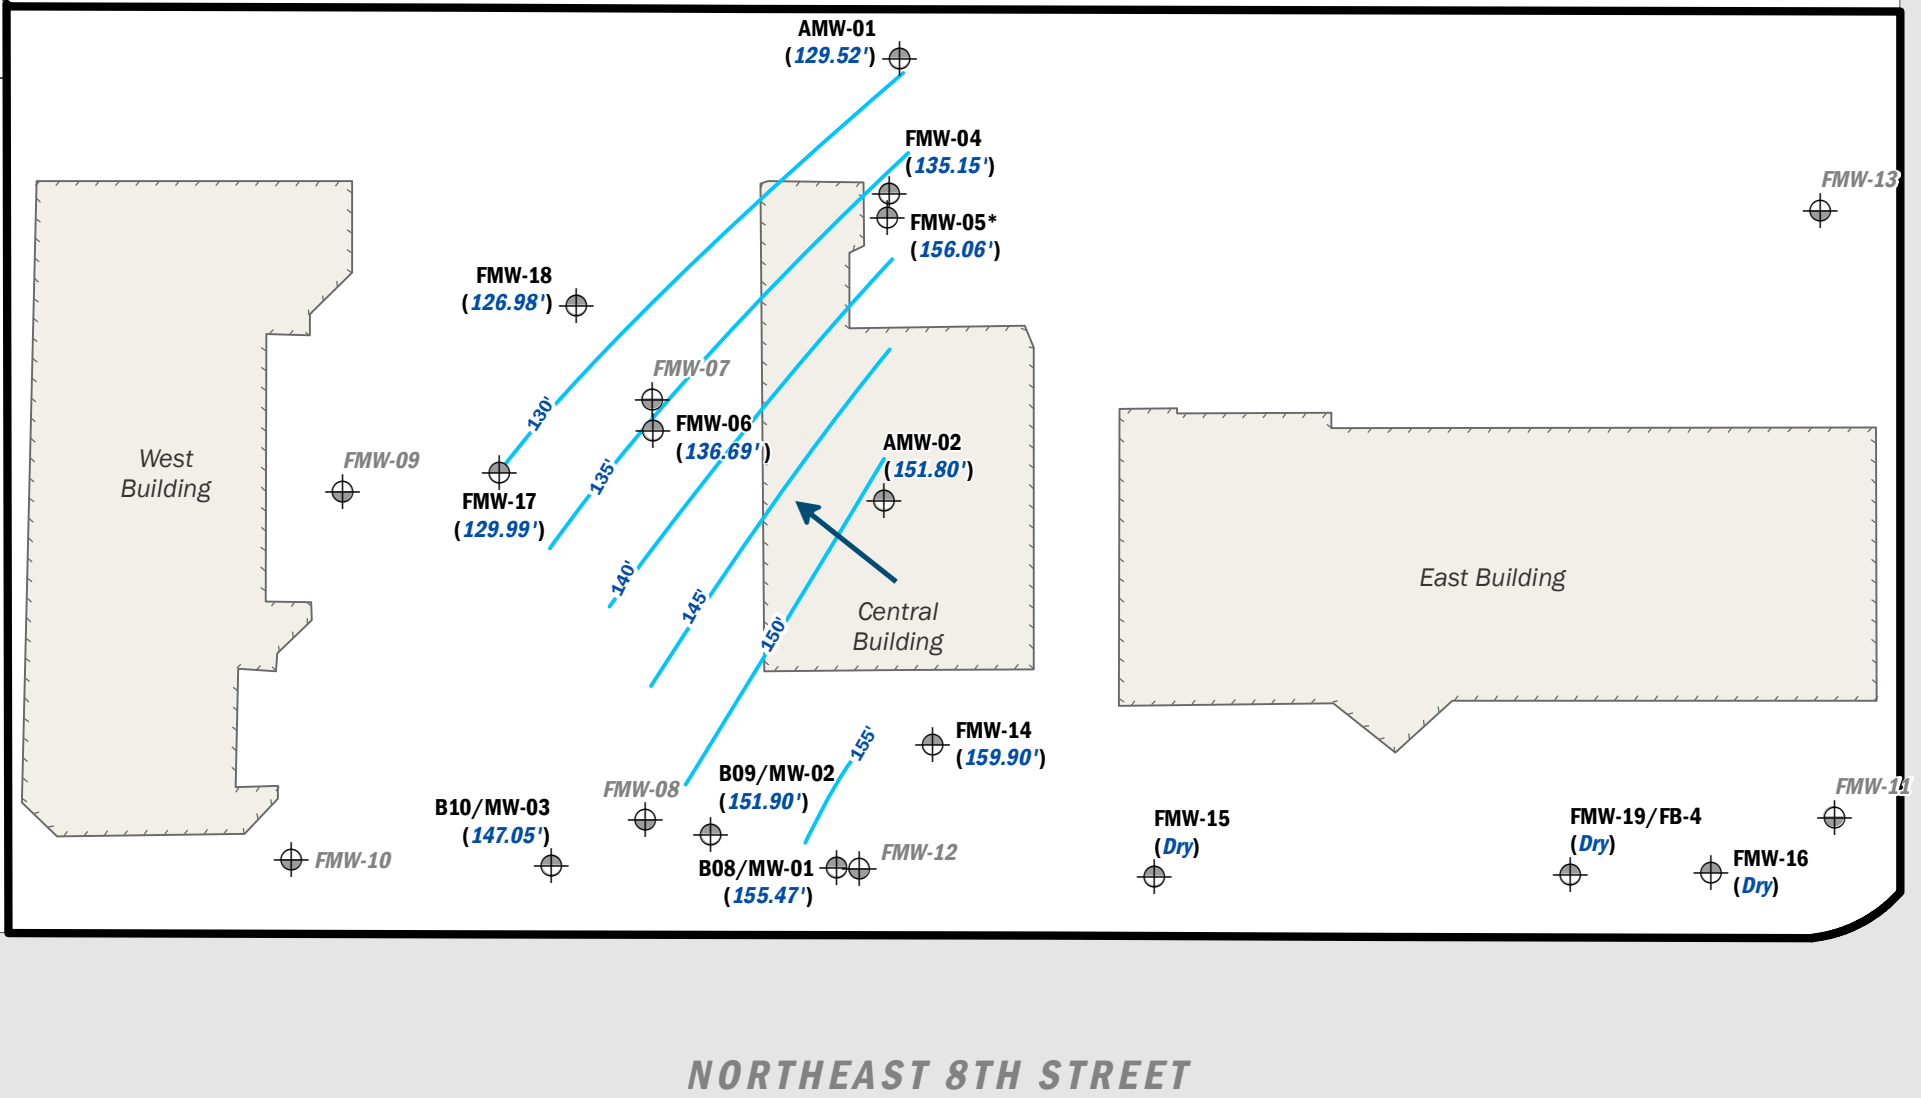 AMW-01
(129.52')
FMW-04
(135.15')
FMW-13
FMW-05*
(156.06')
FMW-18
(126.98')
FMW-07
130'
FMW-06
(136.69')
AMW-02
(151.80')
West
Building
FMW-09
135'
FMW-17
(129.99')
140'
East Building
145'
Central
Building
150'
FMW-14
(159.90')
155'
B09/MW-02
(151.90')
FMW-08
B10/MW-03
(147.05')
FMW-11
FMW-15
(Dry)
FMW-19/FB-4
(Dry)
FMW-16
(Dry)
FMW-10
B08/MW-01
(155.47')
FMW-12
NORTHEAST 8TH STREET